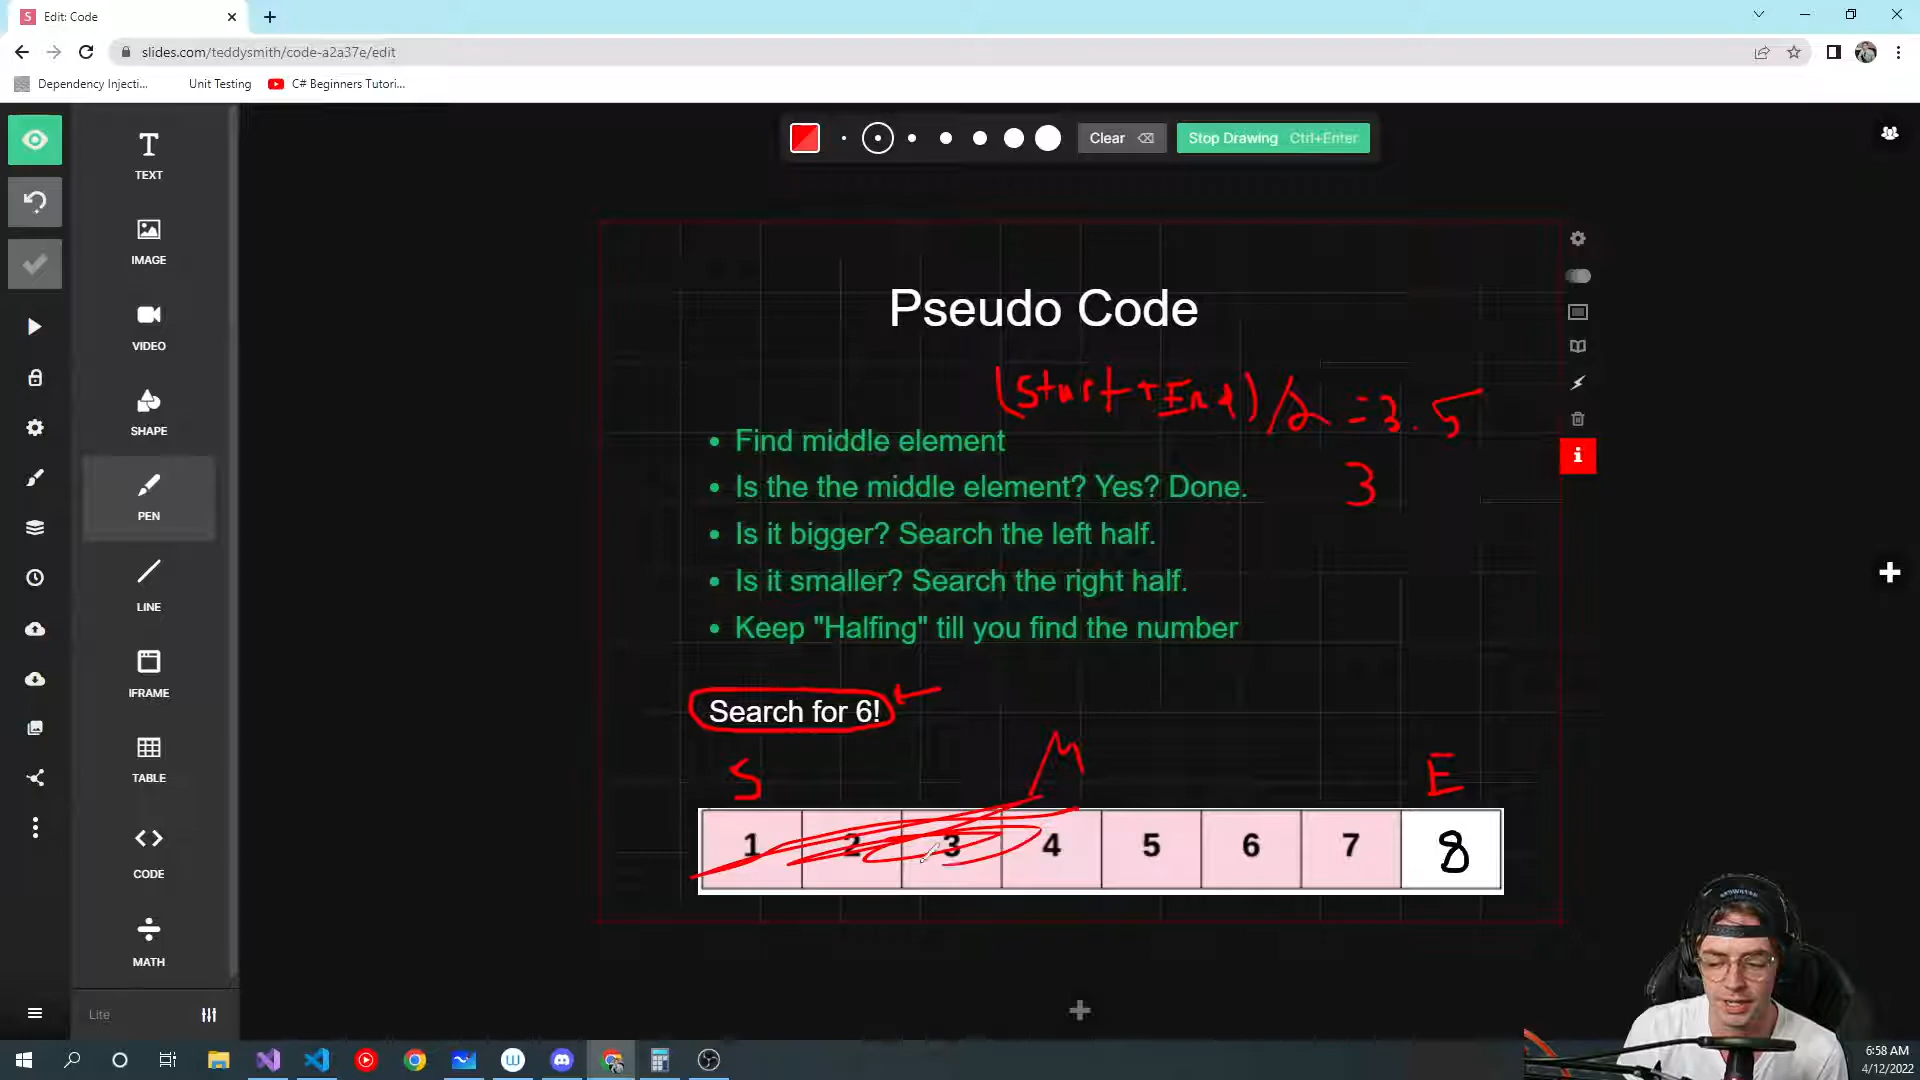 Edit: Code
slides.com/teddysmith/code-a2a37e/edit
Dependency Injecti... Unit Testing C# Beginners Tutori...
Clear Stop Drawing Ctrl+Enter
TEXT
IMAGE
VIDEO
SHAPE
PEN
LINE
IFRAME
TABLE
CODE
MATH
Lite
Pseudo Code
(Start+End)/2 = 3.5
3
• Find middle element
• Is the the middle element? Yes? Done.
• Is it bigger? Search the left half.
• Is it smaller? Search the right half.
• Keep "Halfing" till you find the number
Search for 6!
S M E
1 2 3 4 5 6 7 8
6:58 AM
4/12/2022